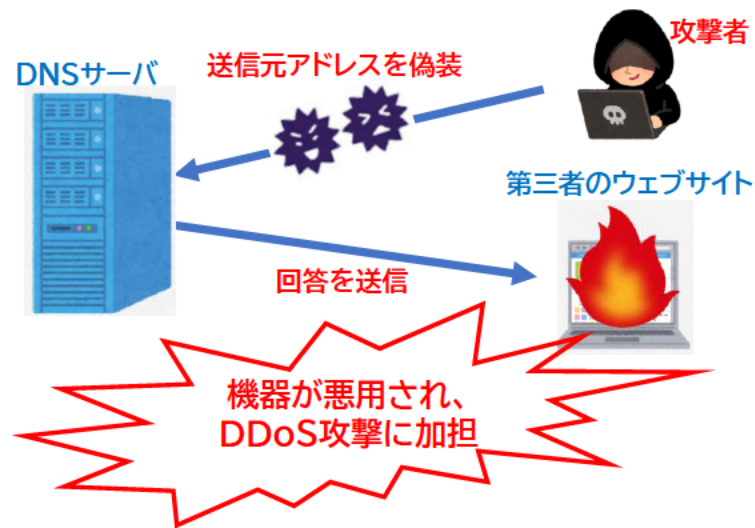 攻撃者
送信元アドレスを偽装
DNSサーバ
第三者のウェブサイト
回答を送信
機器が悪用され、
DDoS攻撃に加担